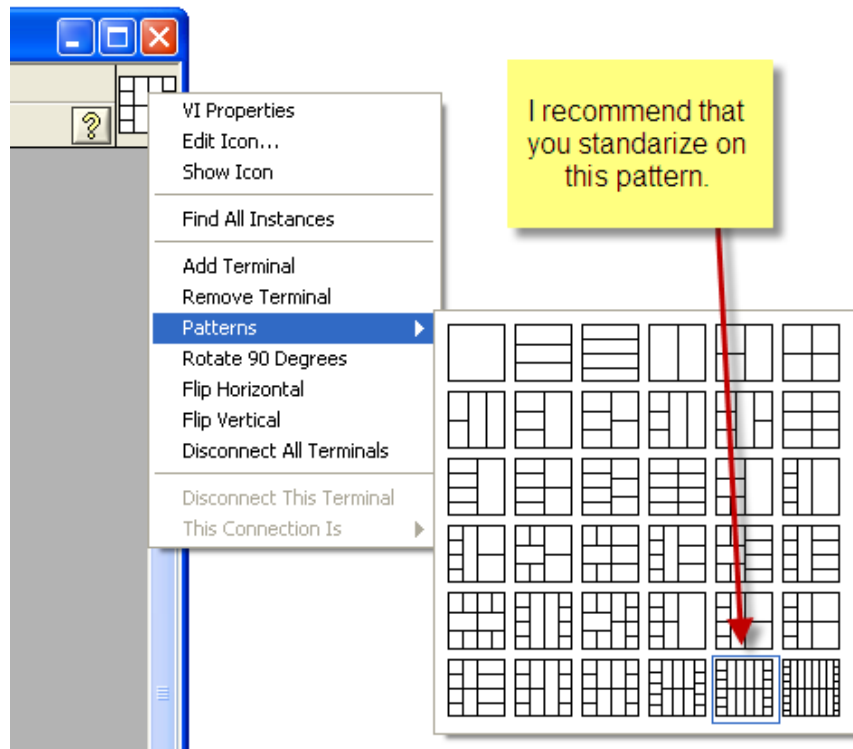 ?
VI Properties
Edit Icon...
Show Icon
Find All Instances
Add Terminal
Remove Terminal
Patterns
Rotate 90 Degrees
Flip Horizontal
Flip Vertical
Disconnect All Terminals
Disconnect This Terminal
This Connection Is
I recommend that
you standarize on
this pattern.